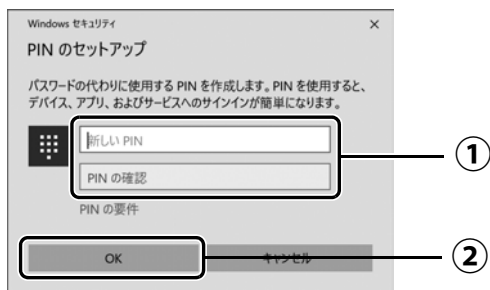 Windows セキュリティ
×
PIN のセットアップ
パスワードの代わりに使用する PIN を作成します。PIN を使用すると、
デバイス、アプリ、およびサービスへのサインインが簡単になります。
新しい PIN
①
PIN の確認
PIN の要件
OK
キャンセル
②